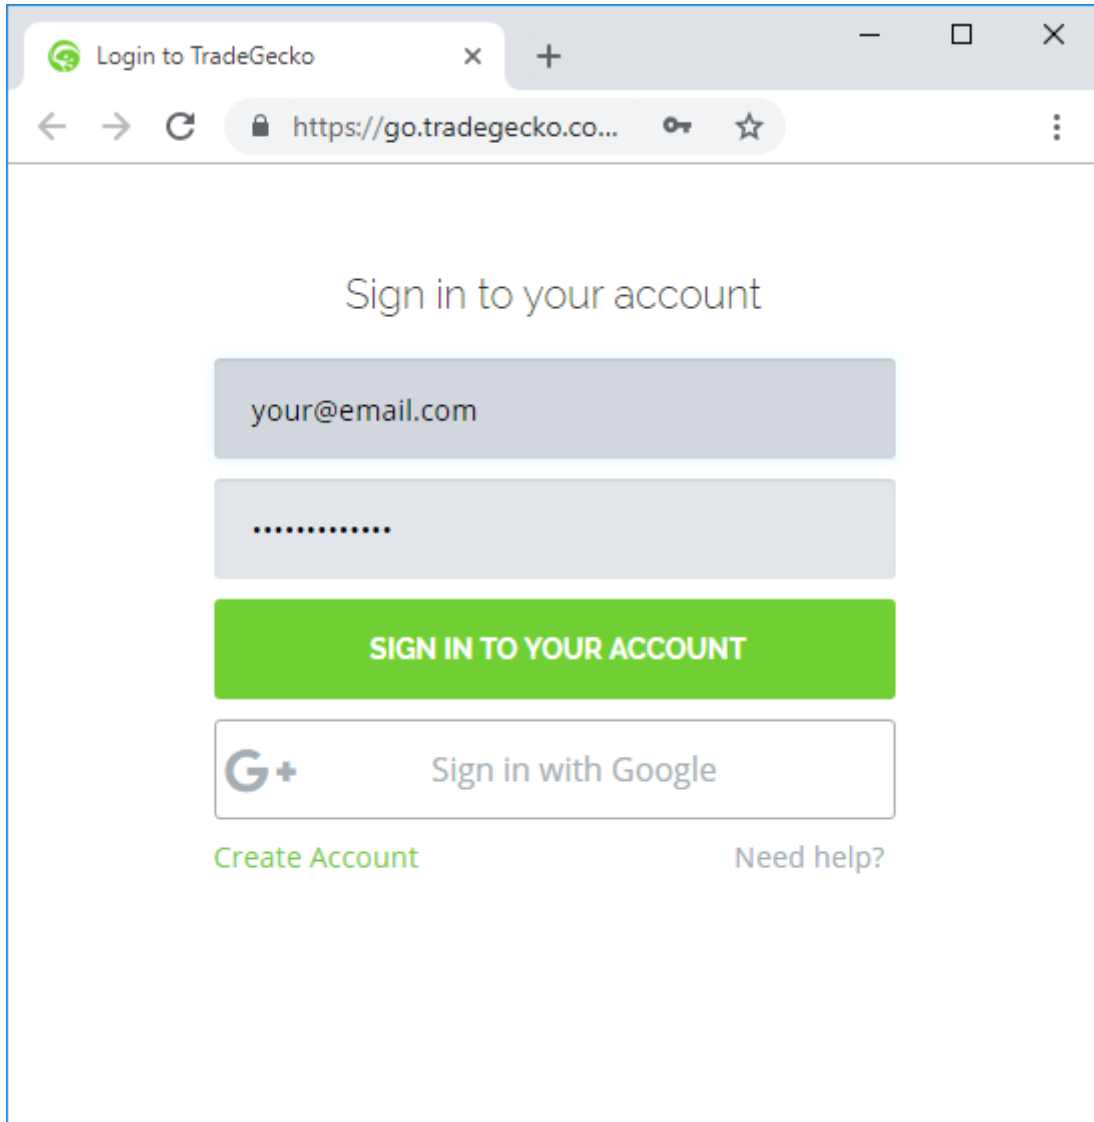 Login to TradeGecko
https://go.tradegecko.co...
Sign in to your account
your@email.com
•••••••••••••
SIGN IN TO YOUR ACCOUNT
G+ Sign in with Google
Create Account Need help?